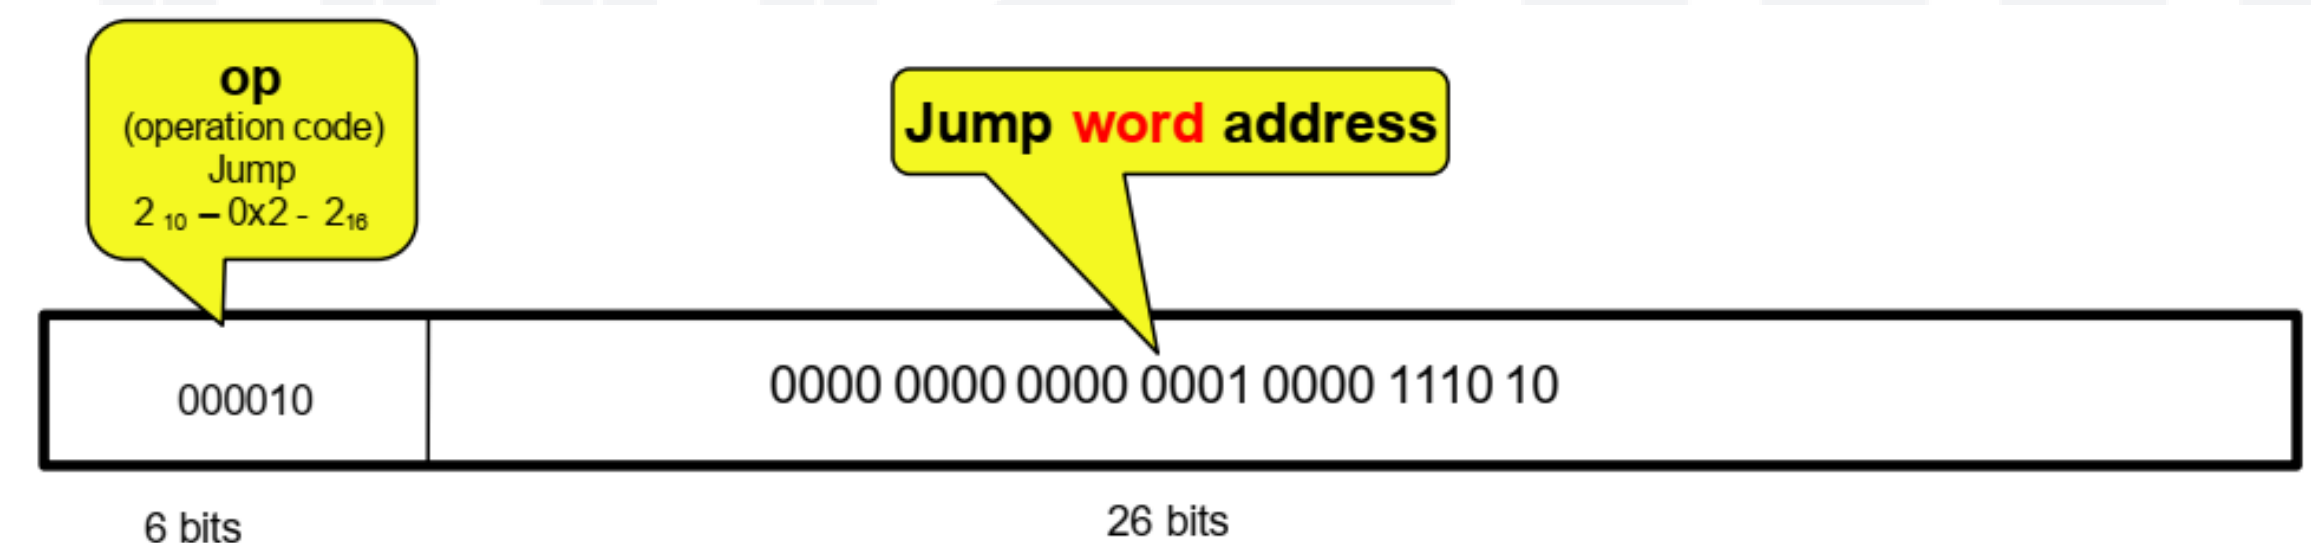 op
(operation code)
Jump
2 10 – 0x2 - 216
Jump word address
000010
0000 0000 0000 0001 0000 1110 10
6 bits
26 bits